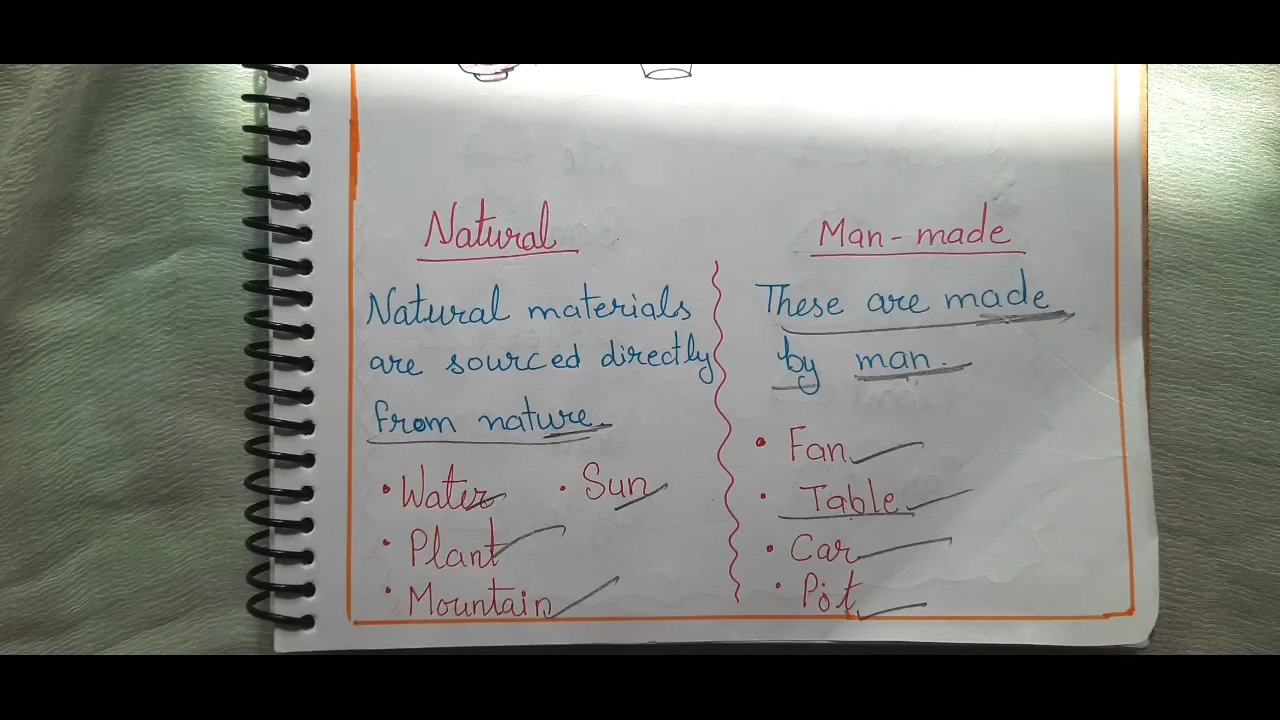 Natural
Natural materials
are sourced directly
from nature.
• Water • Sun
• Plant
• Mountain
Man-made
These are made
by man.
• Fan
• Table
• Car
• Pot